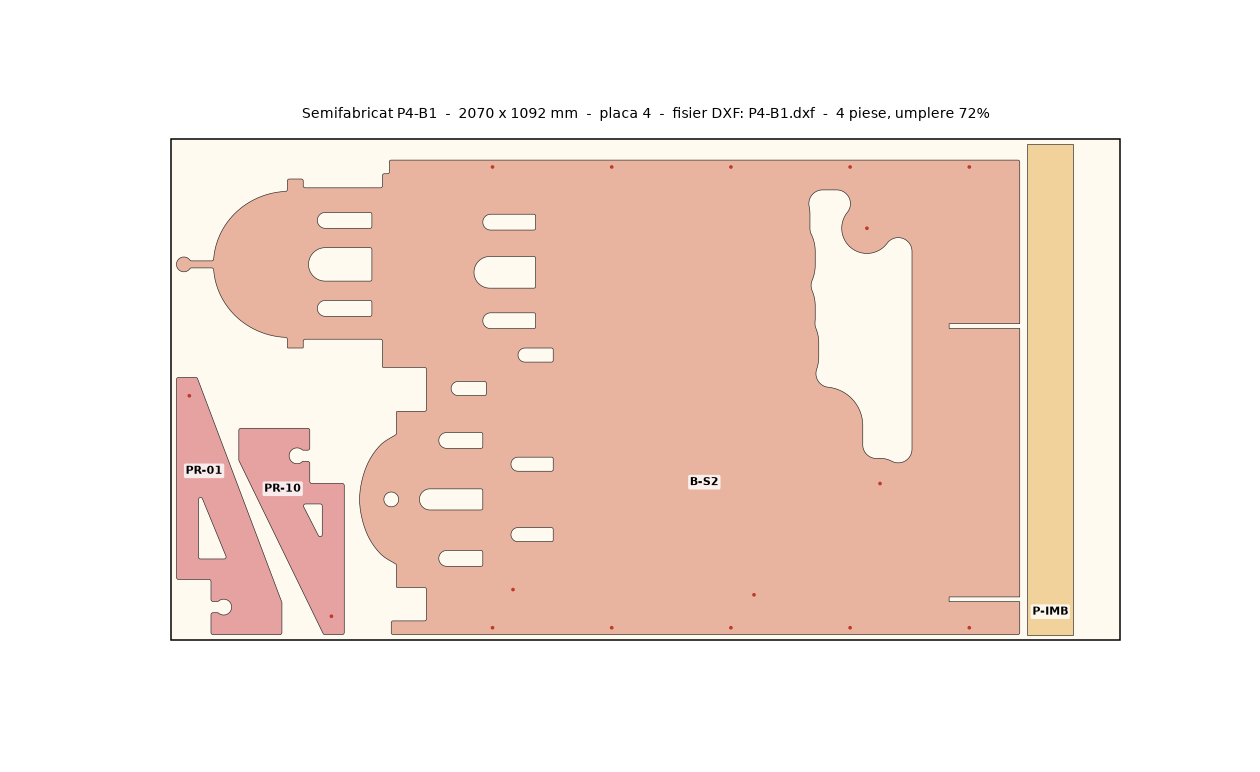 Semifabricat P4-B1 - 2070 x 1092 mm - placa 4 - fisier DXF: P4-B1.dxf - 4 piese, umplere 72%
PR-01
PR-10
B-S2
P-IMB